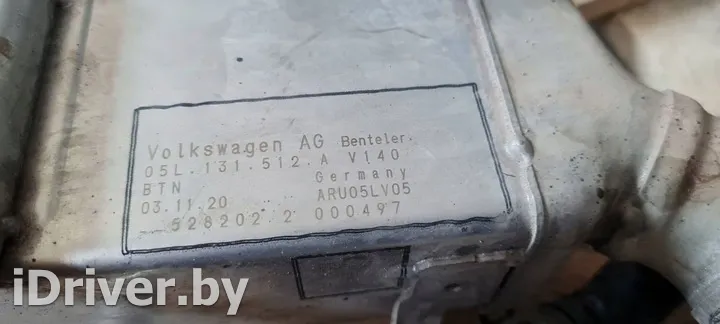 Volkswagen AG Benteler
05L.131.512.A V140
BTN Germany
03.11.20 ARU05LV05
528202.2 000497
iDriver.by